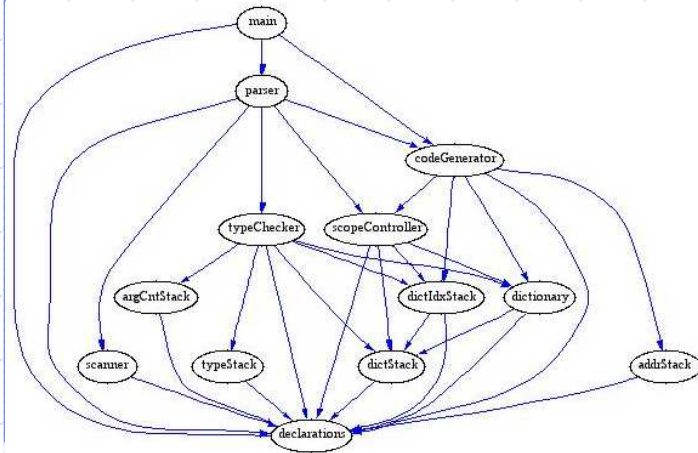 main
parser
codeGenerator
typeChecker scopeController
argCntStack dictIdxStack dictionary
scanner typeStack dictStack addrStack
declarations